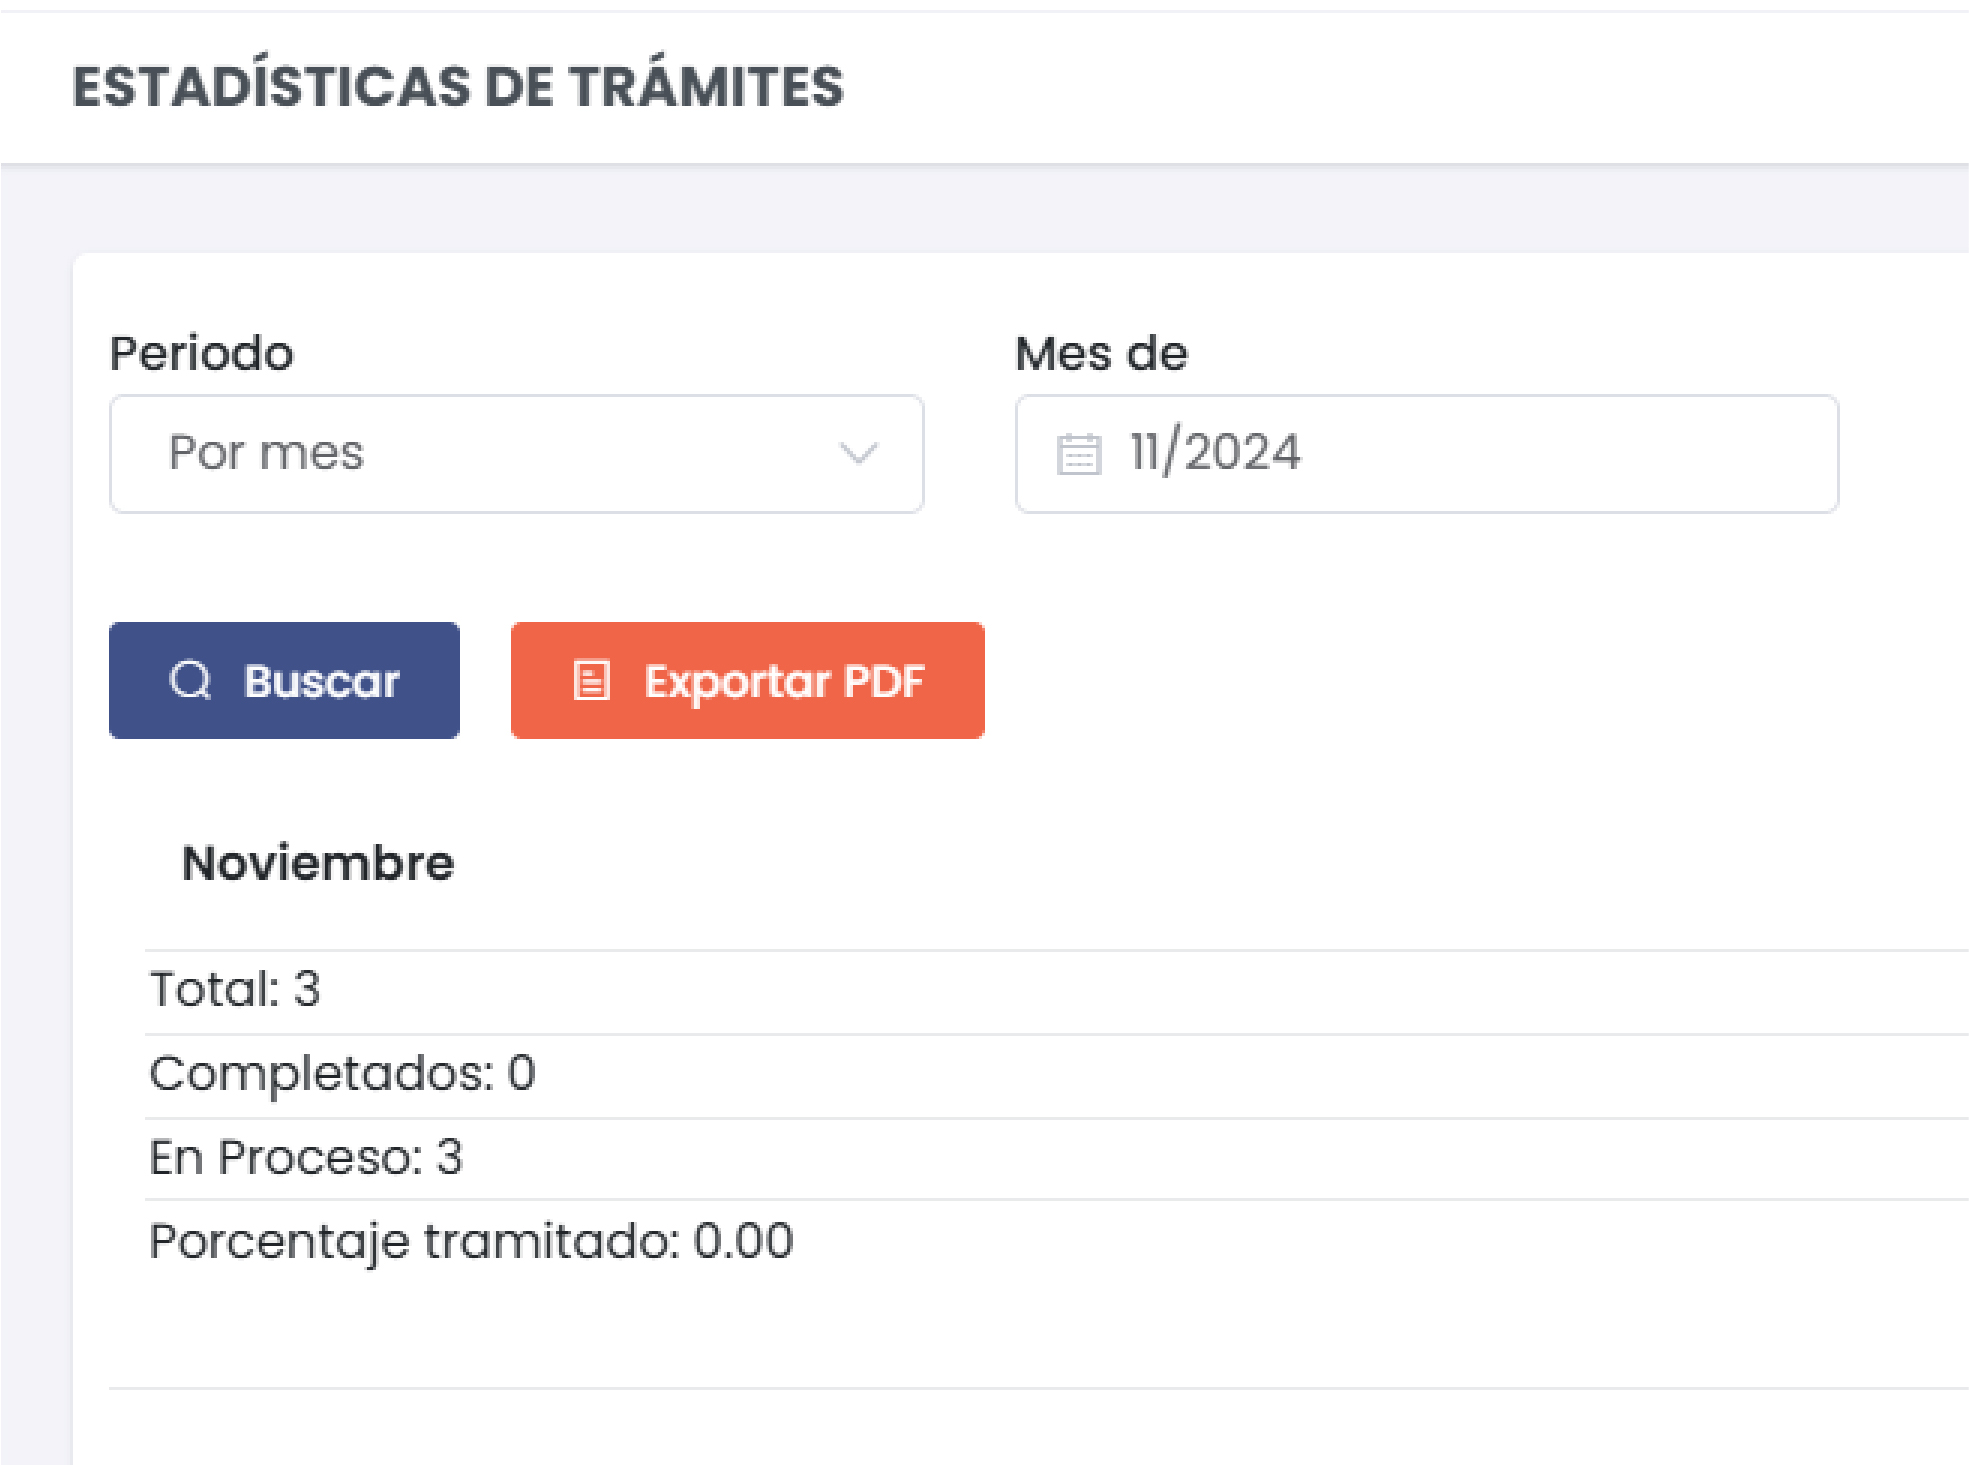 ESTADÍSTICAS DE TRÁMITES
Periodo
Mes de
Por mes
11/2024
Buscar
Exportar PDF
Noviembre
Total: 3
Completados: 0
En Proceso: 3
Porcentaje tramitado: 0.00